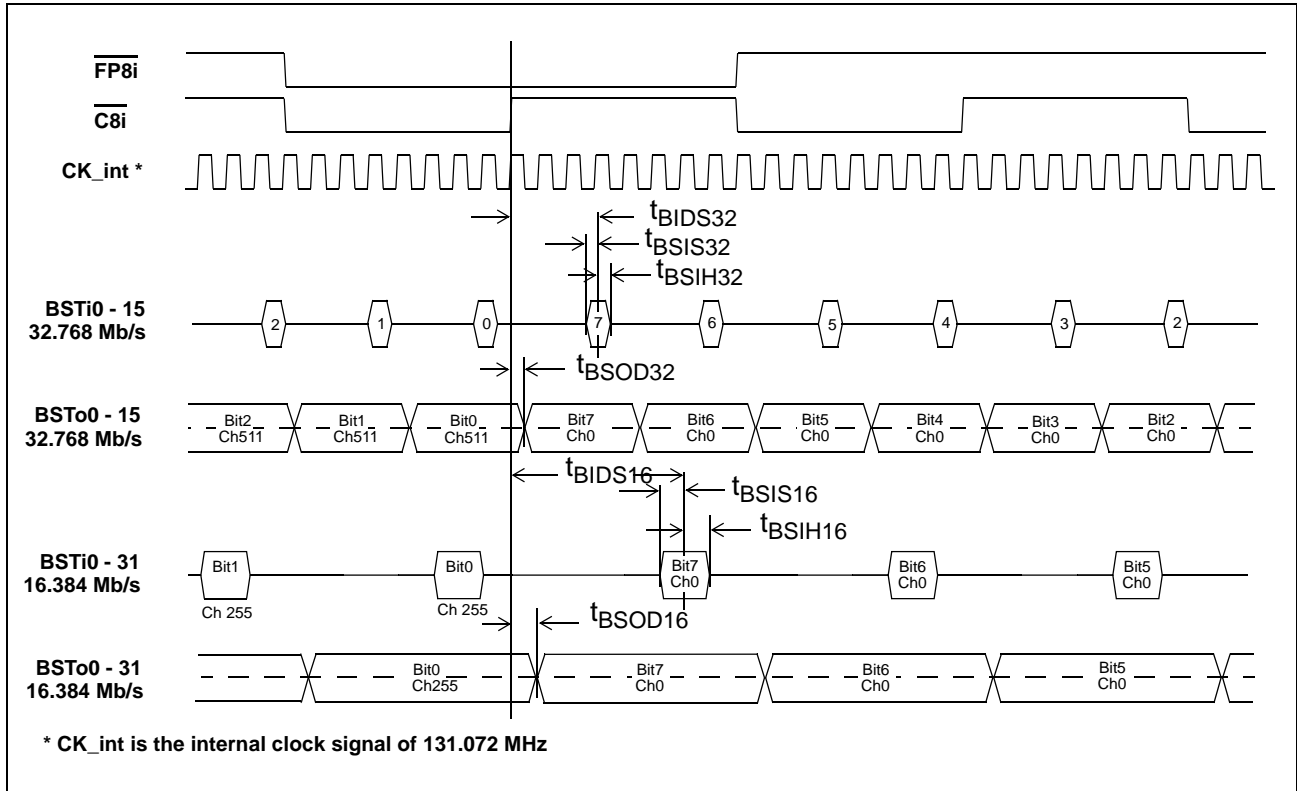 FP8i
C8i
CK_int *
tBIDS32
tBSIS32
tBSIH32
BSTi0 - 15
32.768 Mb/s
2 1 0 7 6 5 4 3 2
tBSOD32
BSTo0 - 15
32.768 Mb/s
Bit2 Bit1 Bit0 Bit7 Bit6 Bit5 Bit4 Bit3 Bit2
Ch511 Ch511 Ch511 Ch0 Ch0 Ch0 Ch0 Ch0 Ch0
tBIDS16
tBSIS16
tBSIH16
BSTi0 - 31
16.384 Mb/s
Bit1 Bit0 Bit7 Bit6 Bit5
Ch0 Ch0 Ch0
Ch 255 Ch 255
tBSOD16
BSTo0 - 31
16.384 Mb/s
Bit0 Bit7 Bit6 Bit5
Ch255 Ch0 Ch0 Ch0
* CK_int is the internal clock signal of 131.072 MHz